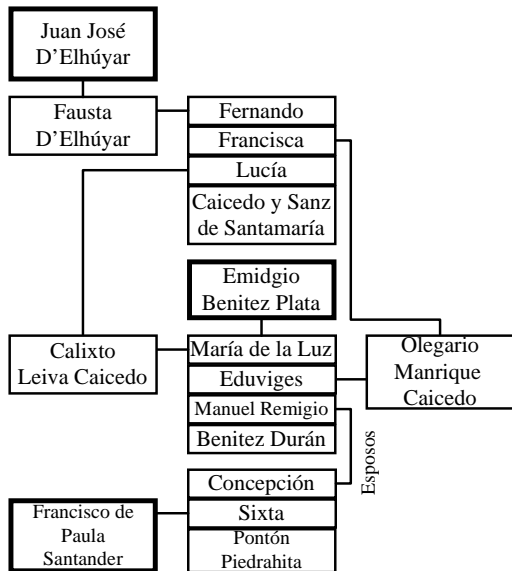 Juan José
D’Elhúyar
Fausta
D’Elhúyar
Fernando
Francisca
Lucía
Caicedo y Sanz
de Santamaría
Emidgio
Benitez Plata
Calixto
Leiva Caicedo
María de la Luz
Eduviges
Manuel Remigio
Benitez Durán
Olegario
Manrique
Caicedo
Esposos
Concepción
Sixta
Pontón
Piedrahita
Francisco de
Paula
Santander